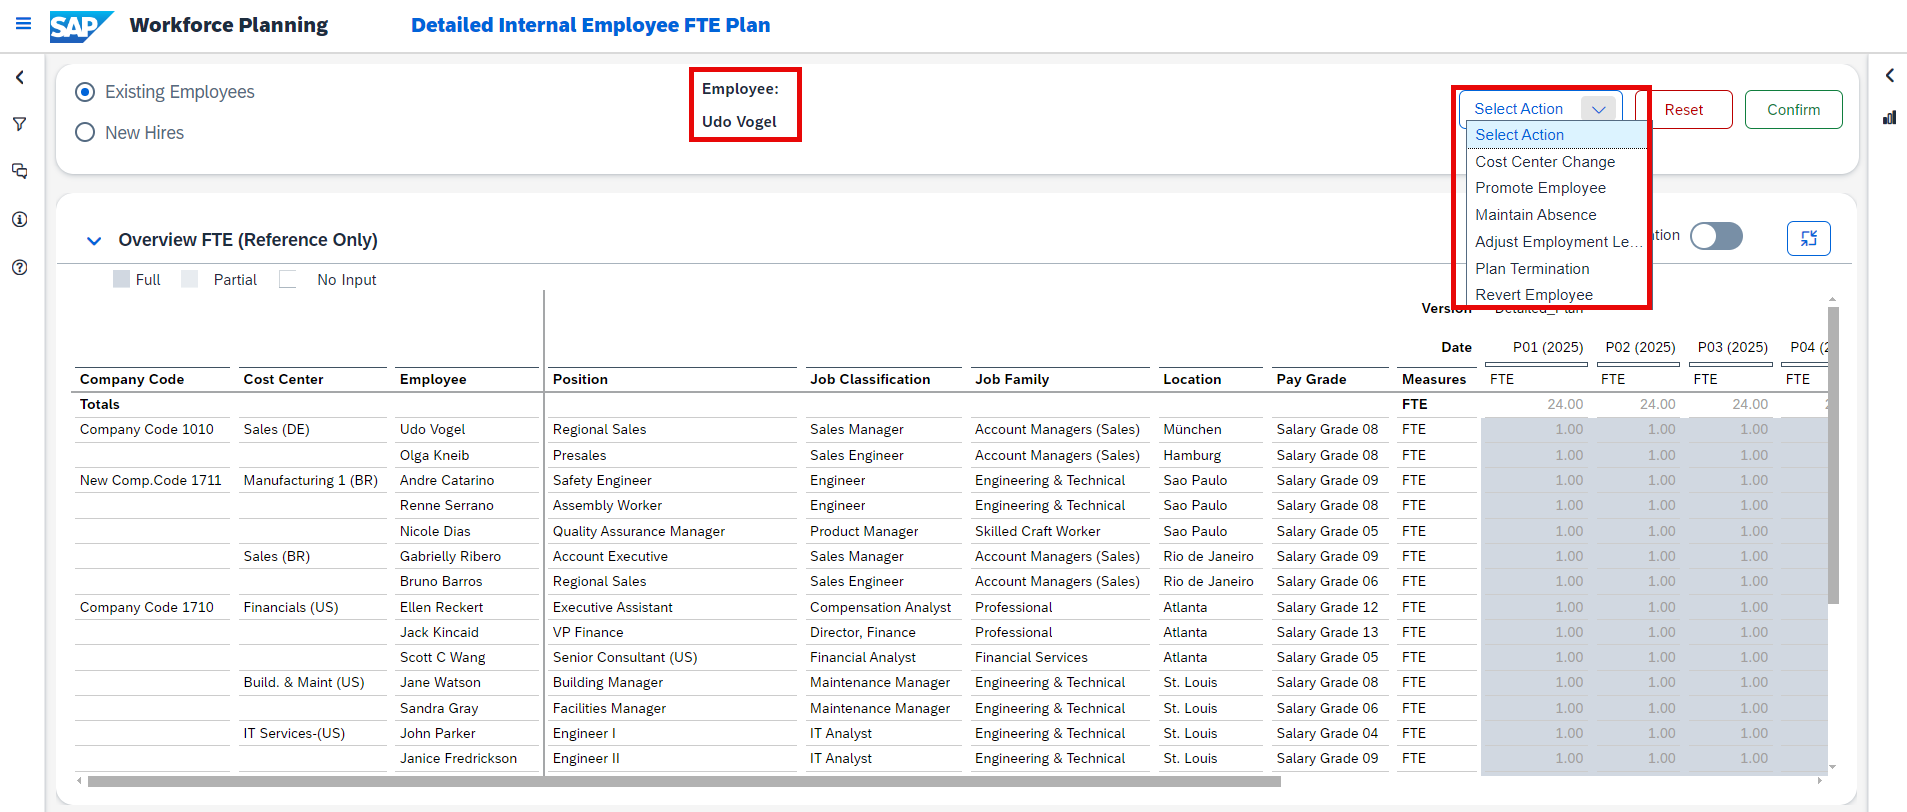 SAP Workforce Planning Detailed Internal Employee FTE Plan
Existing Employees
New Hires
Employee:
Udo Vogel
Select Action
Reset
Confirm
Select Action
Cost Center Change
Promote Employee
Maintain Absence
Adjust Employment Le...
Plan Termination
Revert Employee
Overview FTE (Reference Only)
Full Partial No Input
Version Detailed_Plan
Date P01 (2025) P02 (2025) P03 (2025) P04 (2
Company Code Cost Center Employee Position Job Classification Job Family Location Pay Grade Measures FTE FTE FTE FTE
Totals FTE 24.00 24.00 24.00
Company Code 1010 Sales (DE) Udo Vogel Regional Sales Sales Manager Account Managers (Sales) München Salary Grade 08 FTE 1.00 1.00 1.00
Olga Kneib Presales Sales Engineer Account Managers (Sales) Hamburg Salary Grade 08 FTE 1.00 1.00 1.00
New Comp.Code 1711 Manufacturing 1 (BR) Andre Catarino Safety Engineer Engineer Engineering & Technical Sao Paulo Salary Grade 09 FTE 1.00 1.00 1.00
Renne Serrano Assembly Worker Engineer Engineering & Technical Sao Paulo Salary Grade 08 FTE 1.00 1.00 1.00
Nicole Dias Quality Assurance Manager Product Manager Skilled Craft Worker Sao Paulo Salary Grade 05 FTE 1.00 1.00 1.00
Sales (BR) Gabrielly Ribero Account Executive Sales Manager Account Managers (Sales) Rio de Janeiro Salary Grade 09 FTE 1.00 1.00 1.00
Bruno Barros Regional Sales Sales Engineer Account Managers (Sales) Rio de Janeiro Salary Grade 06 FTE 1.00 1.00 1.00
Company Code 1710 Financials (US) Ellen Reckert Executive Assistant Compensation Analyst Professional Atlanta Salary Grade 12 FTE 1.00 1.00 1.00
Jack Kincaid VP Finance Director, Finance Professional Atlanta Salary Grade 13 FTE 1.00 1.00 1.00
Scott C Wang Senior Consultant (US) Financial Analyst Financial Services Atlanta Salary Grade 05 FTE 1.00 1.00 1.00
Build. & Maint (US) Jane Watson Building Manager Maintenance Manager Engineering & Technical St. Louis Salary Grade 08 FTE 1.00 1.00 1.00
Sandra Gray Facilities Manager Maintenance Manager Engineering & Technical St. Louis Salary Grade 06 FTE 1.00 1.00 1.00
IT Services-(US) John Parker Engineer I IT Analyst Engineering & Technical St. Louis Salary Grade 04 FTE 1.00 1.00 1.00
Janice Fredrickson Engineer II IT Analyst Engineering & Technical St. Louis Salary Grade 09 FTE 1.00 1.00 1.00